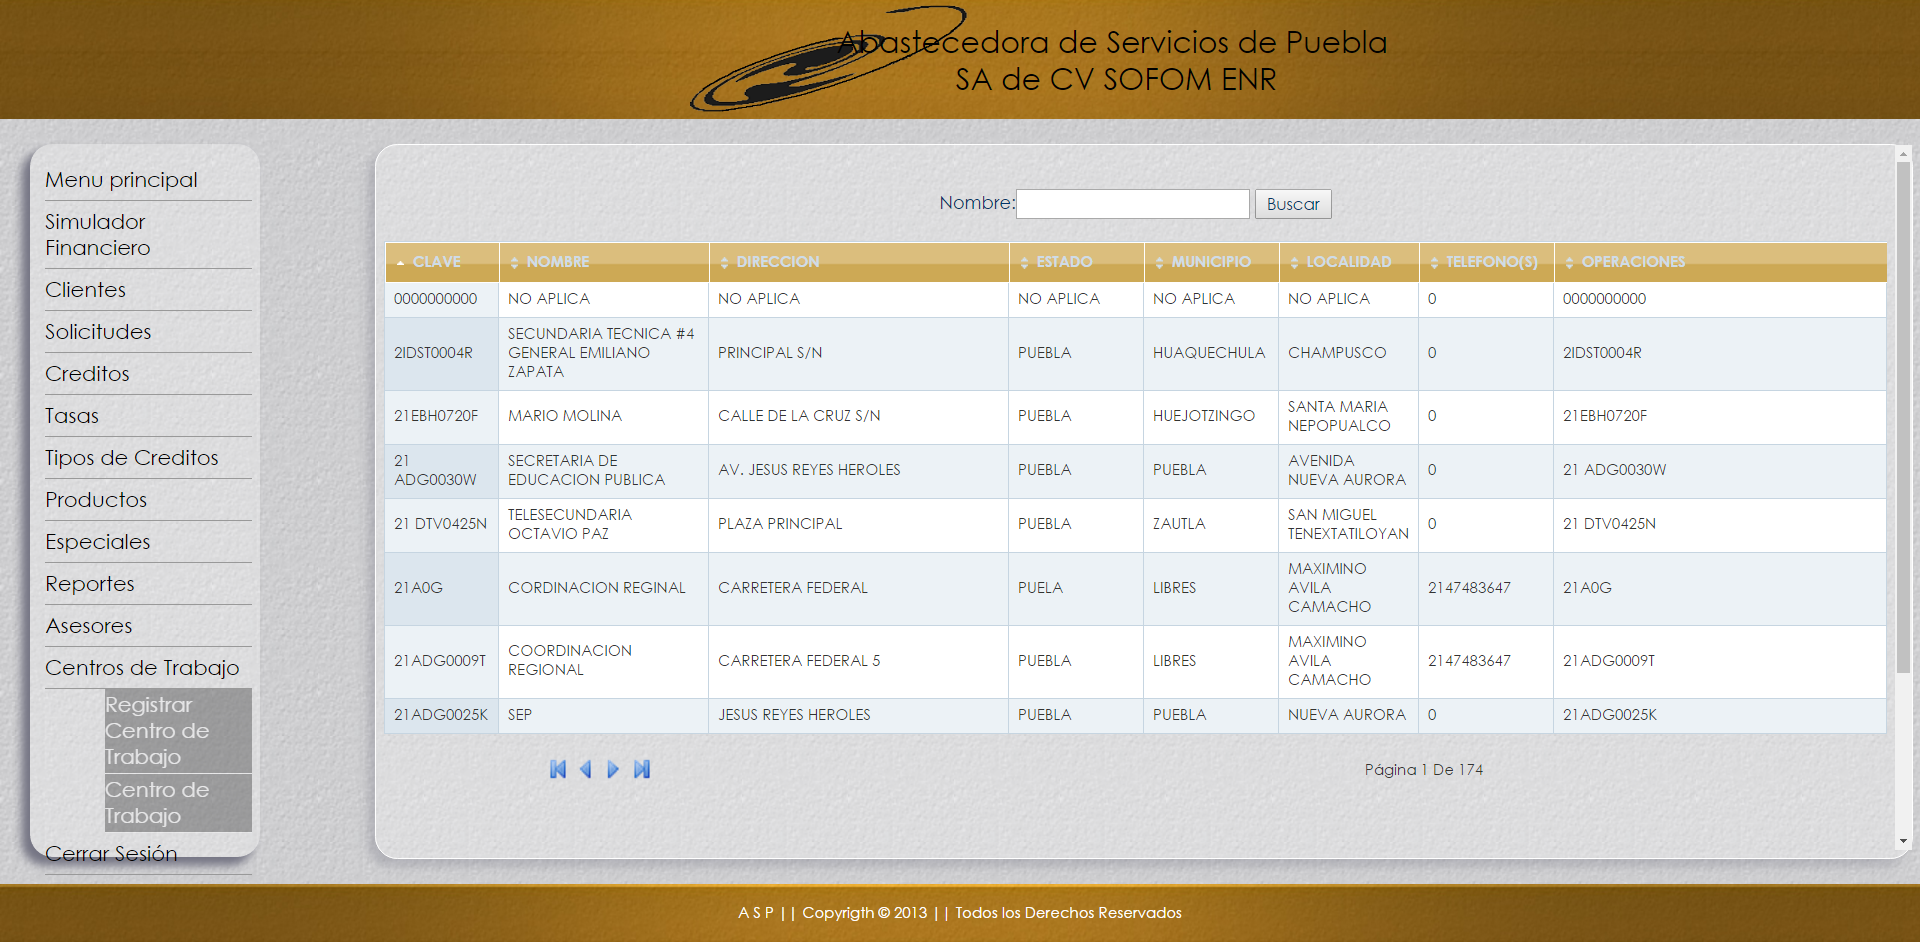 Abastecedora de Servicios de Puebla
SA de CV SOFOM ENR
Menu principal
Simulador
Financiero
Clientes
Solicitudes
Creditos
Tasas
Tipos de Creditos
Productos
Especiales
Reportes
Asesores
Centros de Trabajo
Registrar
Centro de
Trabajo
Centro de
Trabajo
Cerrar Sesión
Nombre: Buscar
CLAVE NOMBRE DIRECCION ESTADO MUNICIPIO LOCALIDAD TELEFONO(S) OPERACIONES
0000000000 NO APLICA NO APLICA NO APLICA NO APLICA NO APLICA 0 0000000000
2IDST0004R SECUNDARIA TECNICA #4 GENERAL EMILIANO ZAPATA PRINCIPAL S/N PUEBLA HUAQUECHULA CHAMPUSCO 0 2IDST0004R
21EBH0720F MARIO MOLINA CALLE DE LA CRUZ S/N PUEBLA HUEJOTZINGO SANTA MARIA NEPOPUALCO 0 21EBH0720F
21 ADG0030W SECRETARIA DE EDUCACION PUBLICA AV. JESUS REYES HEROLES PUEBLA PUEBLA AVENIDA NUEVA AURORA 0 21 ADG0030W
21 DTV0425N TELESECUNDARIA OCTAVIO PAZ PLAZA PRINCIPAL PUEBLA ZAUTLA SAN MIGUEL TENEXTATILOYAN 0 21 DTV0425N
21A0G CORDINACION REGINAL CARRETERA FEDERAL PUELA LIBRES MAXIMINO AVILA CAMACHO 2147483647 21A0G
21ADG0009T COORDINACION REGIONAL CARRETERA FEDERAL 5 PUEBLA LIBRES MAXIMINO AVILA CAMACHO 2147483647 21ADG0009T
21ADG0025K SEP JESUS REYES HEROLES PUEBLA PUEBLA NUEVA AURORA 0 21ADG0025K
Página 1 De 174
A S P || Copyrigth © 2013 || Todos los Derechos Reservados